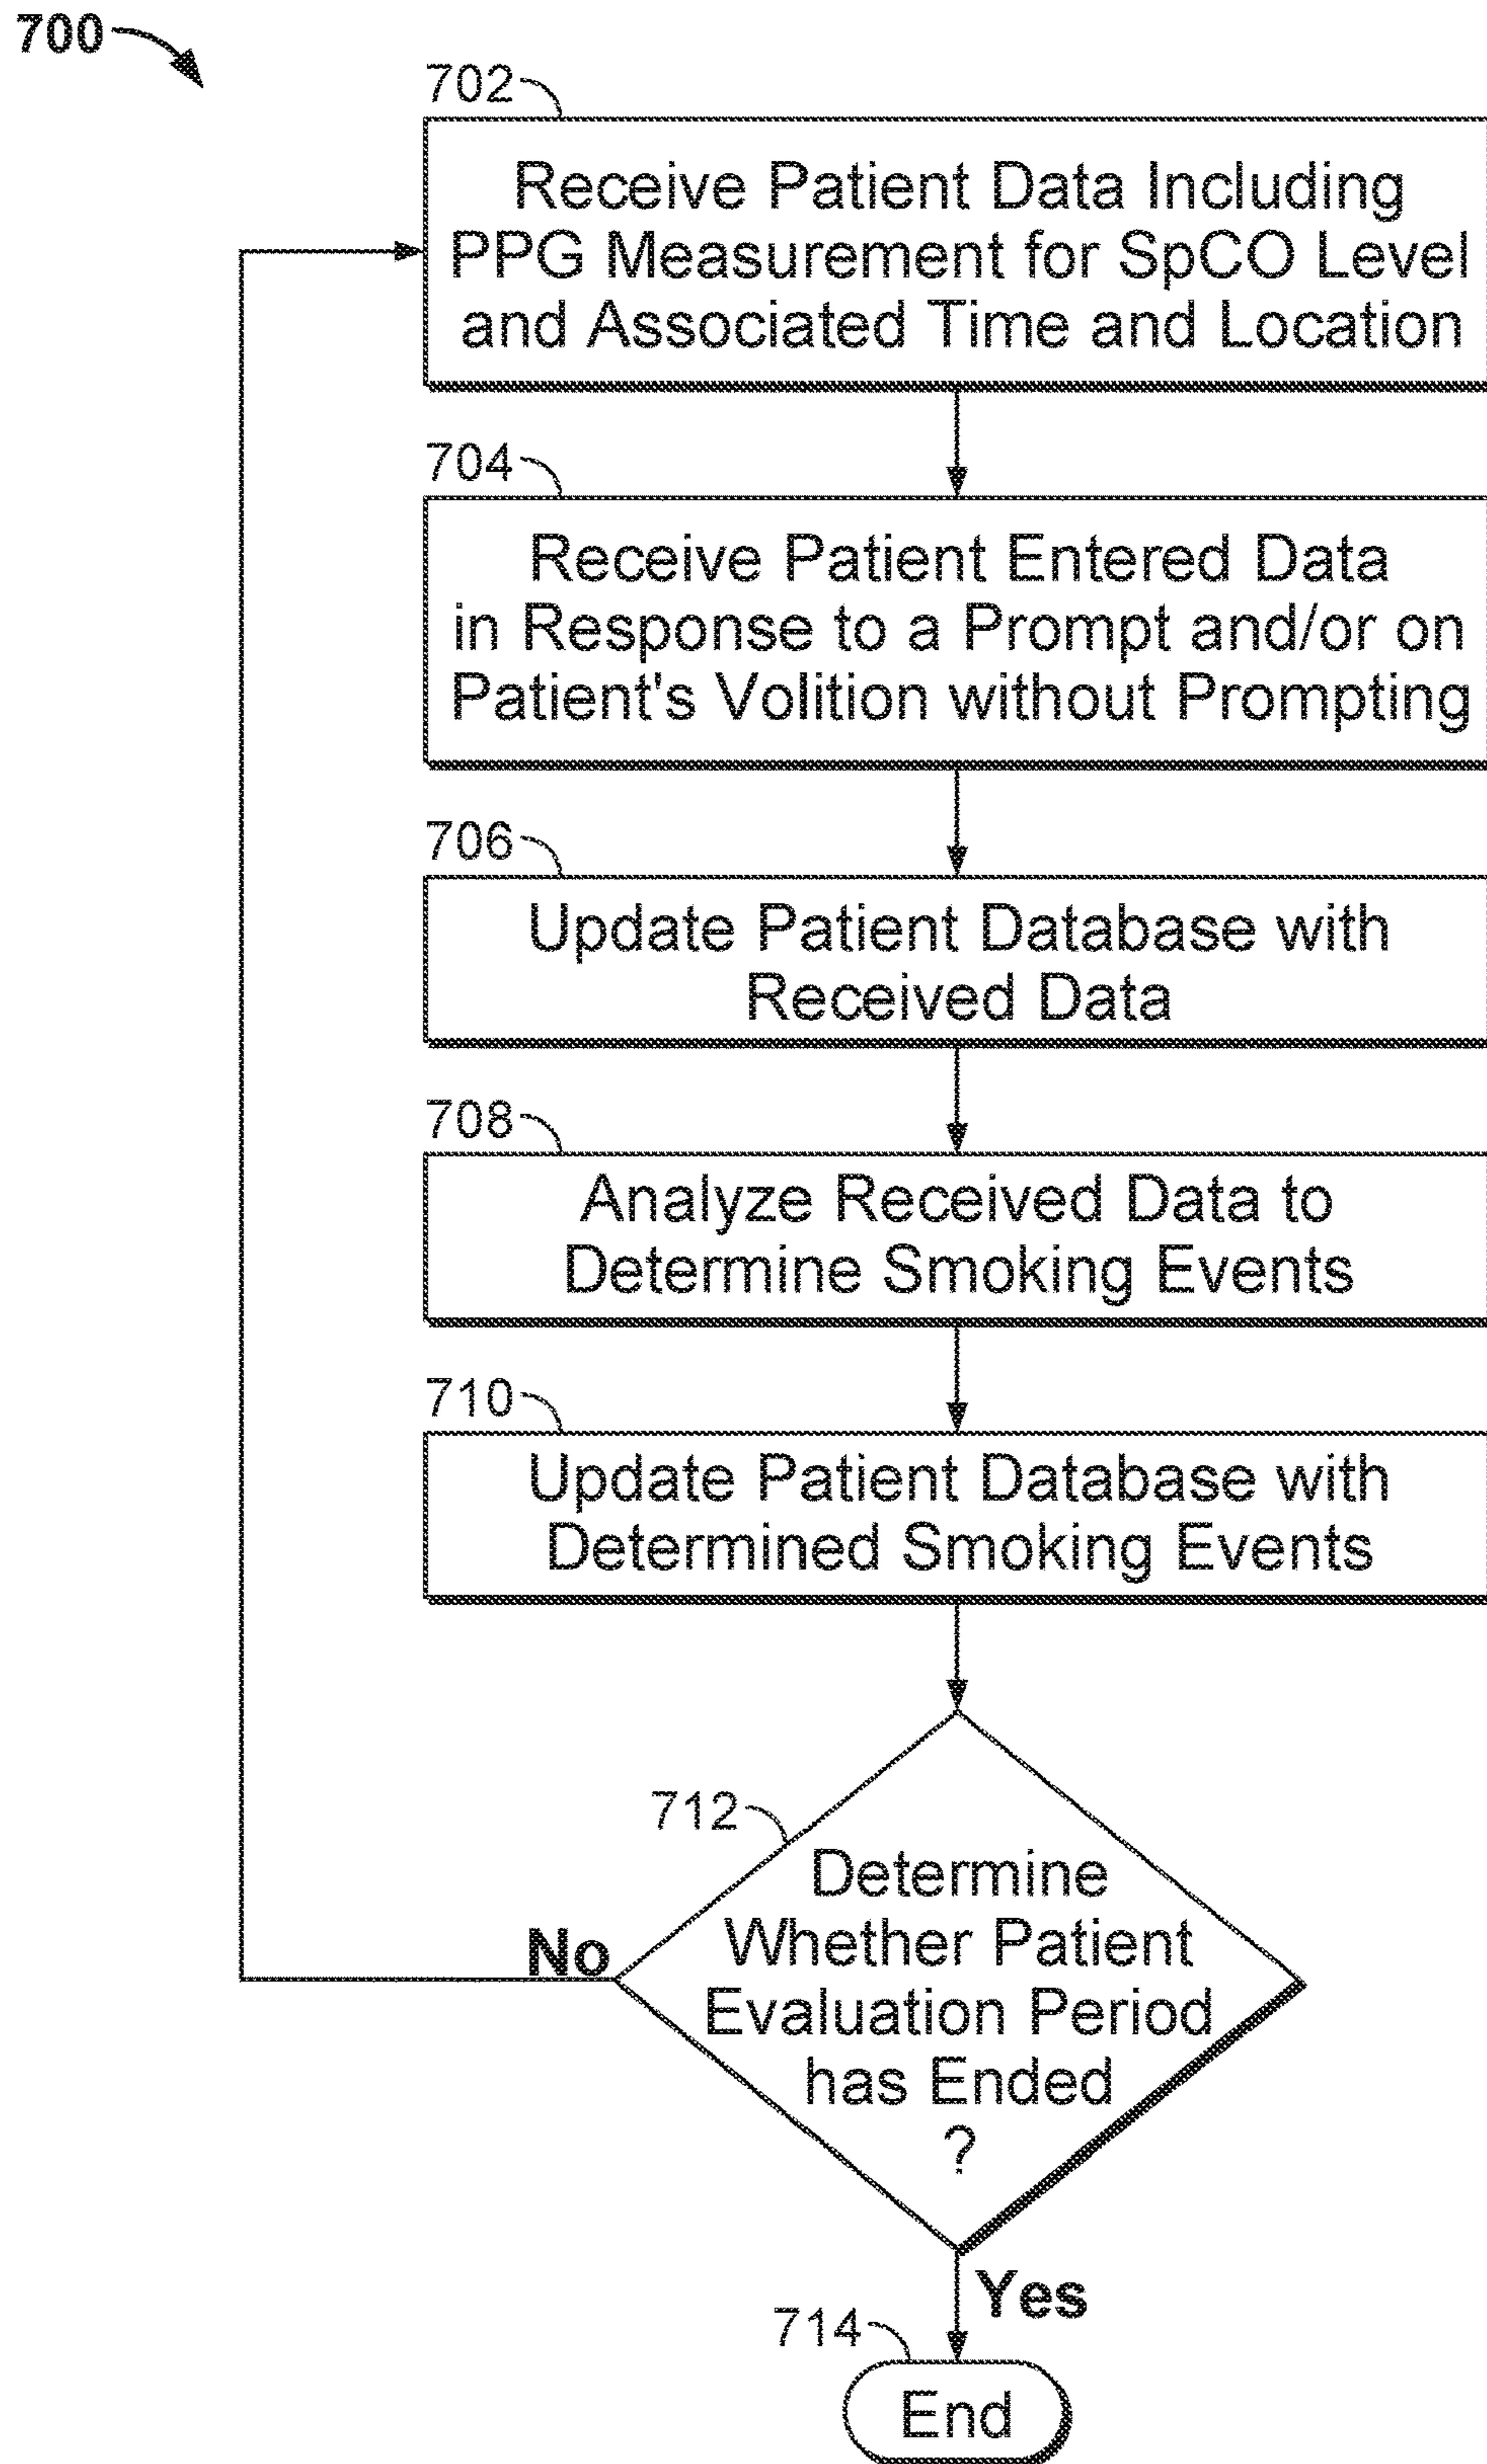 700
702
Receive Patient Data Including
PPG Measurement for SpCO Level
and Associated Time and Location
704
Receive Patient Entered Data
in Response to a Prompt and/or on
Patient's Volition without Prompting
706
Update Patient Database with
Received Data
708
Analyze Received Data to
Determine Smoking Events
710
Update Patient Database with
Determined Smoking Events
712
Determine
Whether Patient
Evaluation Period
has Ended
?
No
Yes
714
End